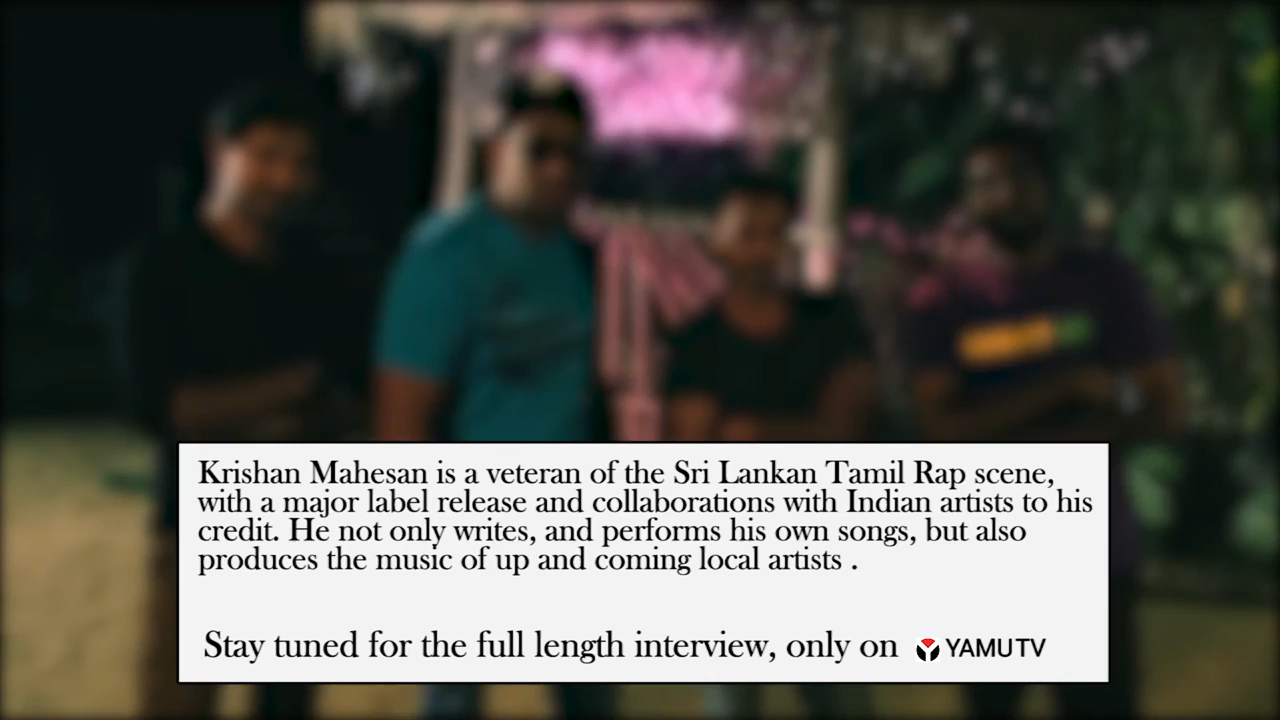 Krishan Mahesan is a veteran of the Sri Lankan Tamil Rap scene,
with a major label release and collaborations with Indian artists to his
credit. He not only writes, and performs his own songs, but also
produces the music of up and coming local artists .
Stay tuned for the full length interview, only on YAMU TV